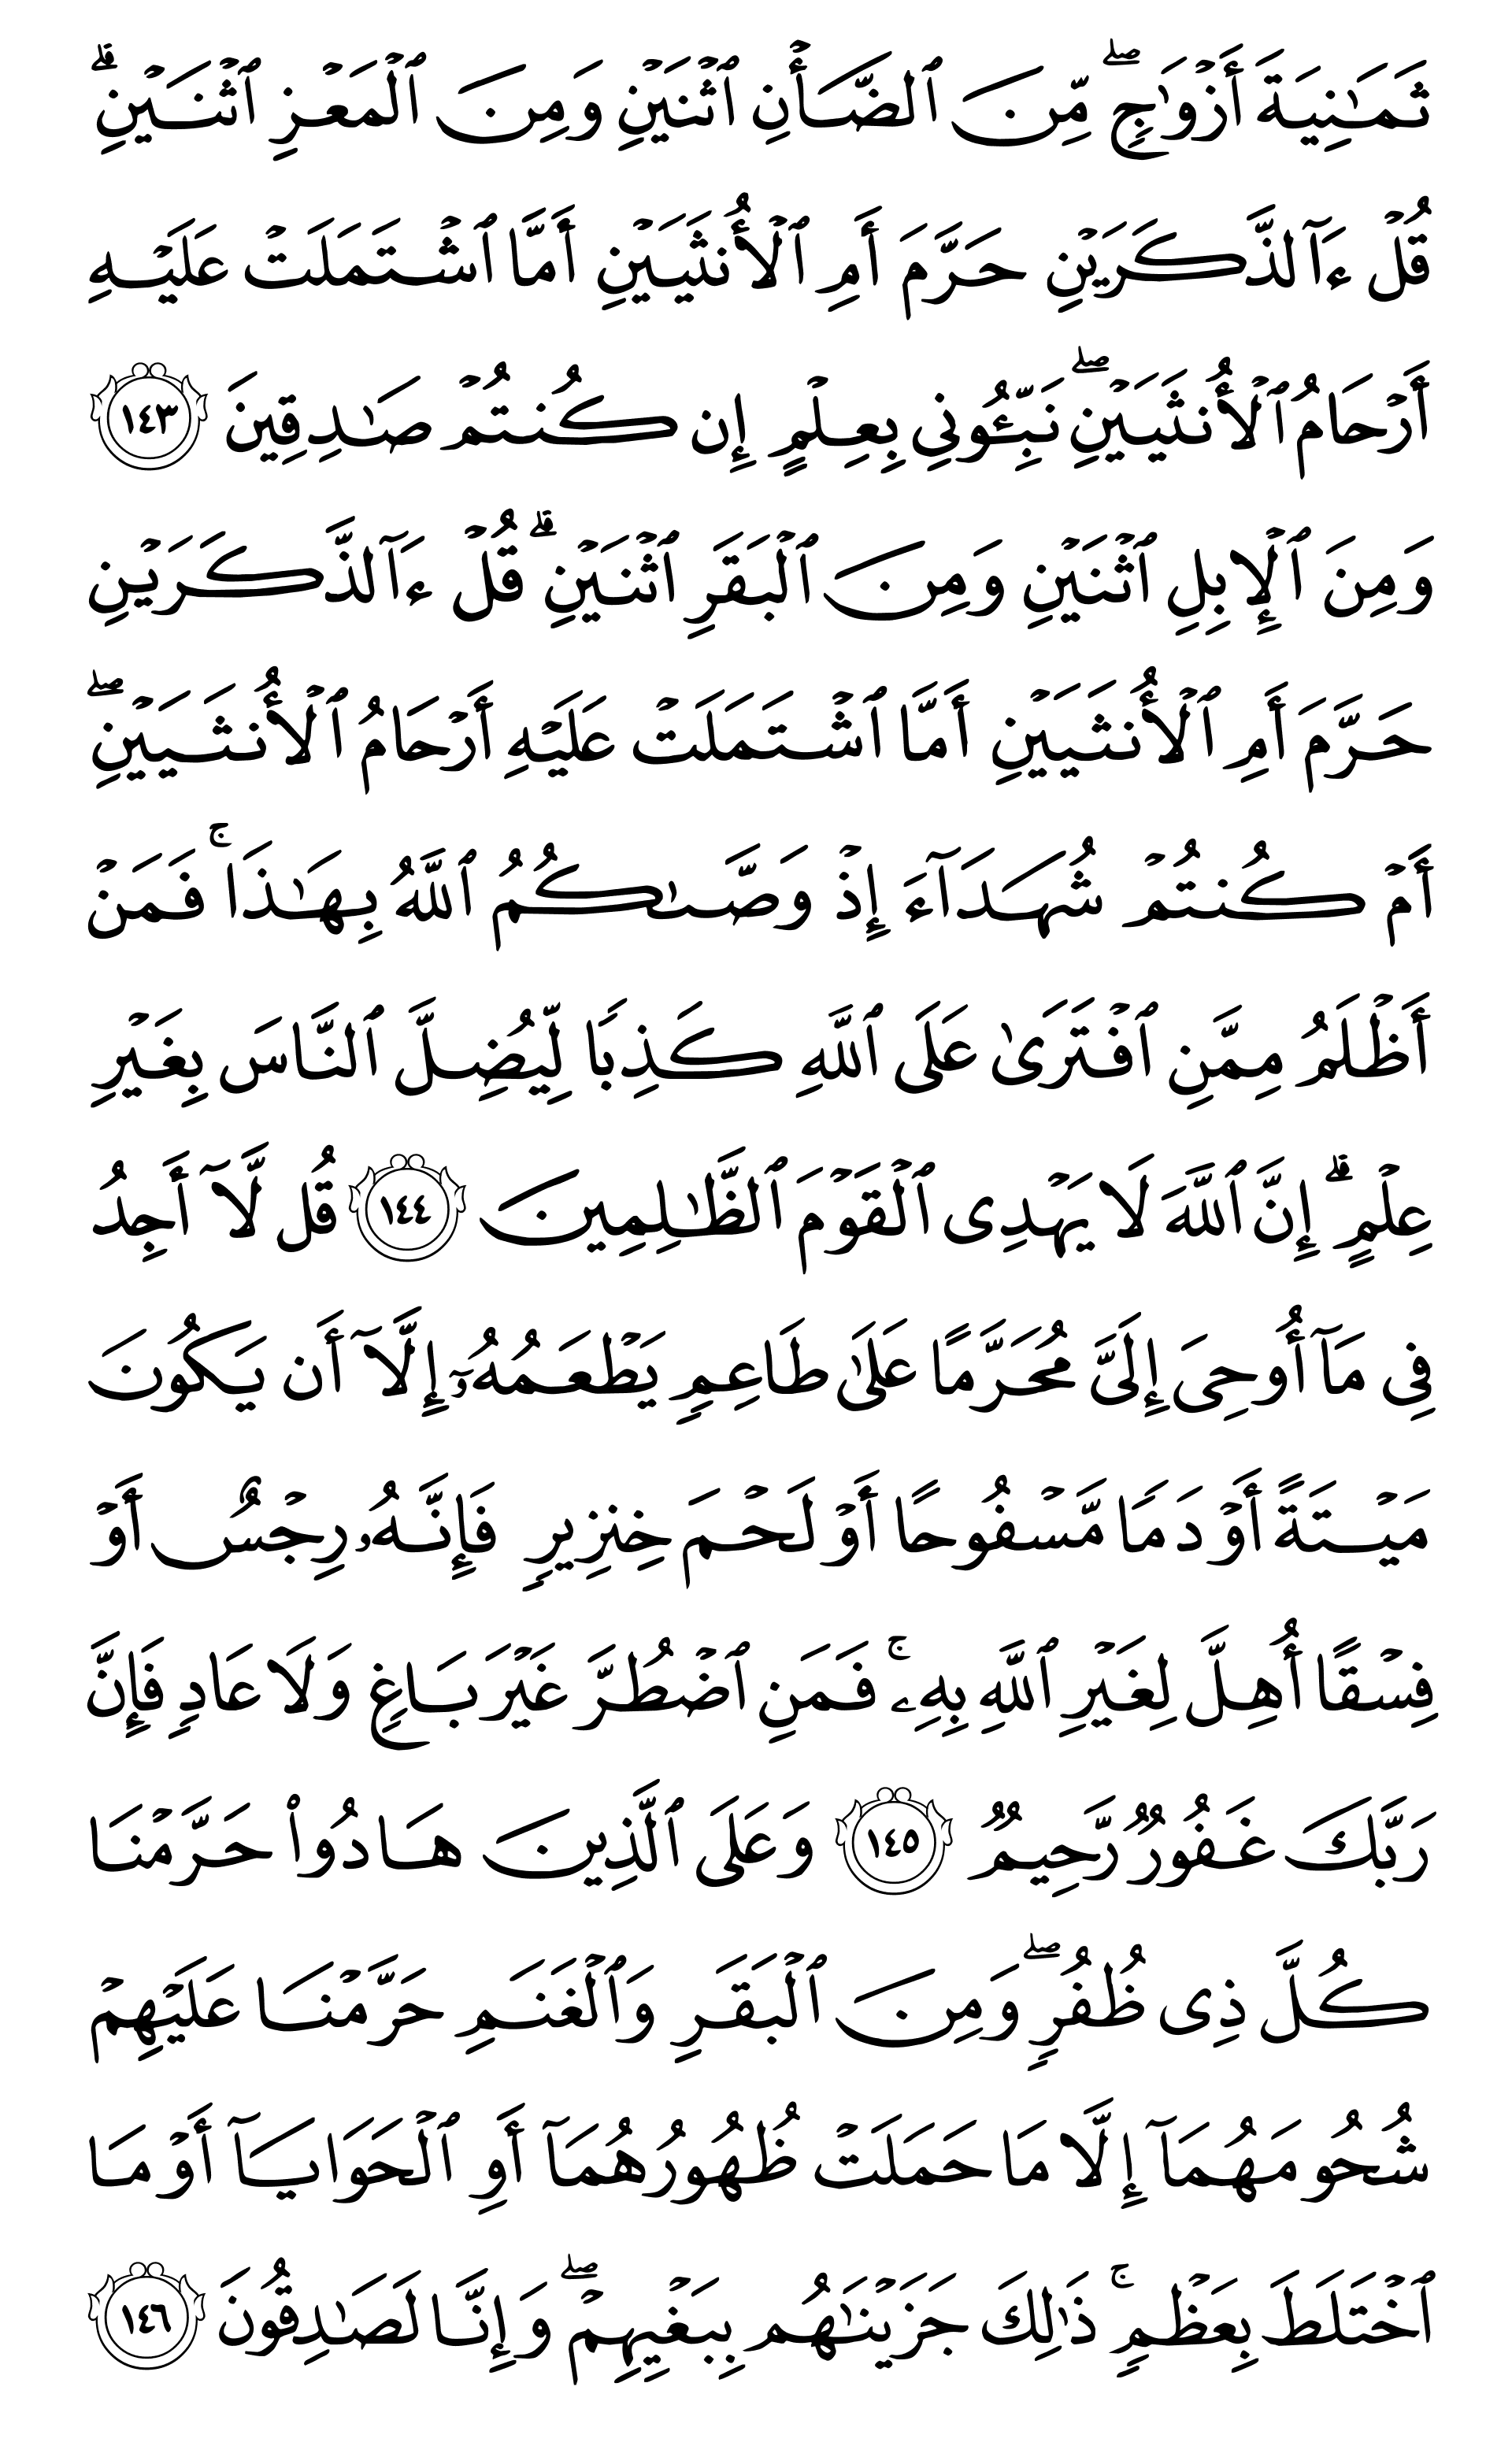 ثَمَٰنِيَةَ أَزْوَٰجٍۢ ۖ مِّنَ ٱلضَّأْنِ ٱثْنَيْنِ وَمِنَ ٱلْمَعْزِ ٱثْنَيْنِ ۗ
قُلْ ءَآلذَّكَرَيْنِ حَرَّمَ أَمِ ٱلْأُنثَيَيْنِ أَمَّا ٱشْتَمَلَتْ عَلَيْهِ
أَرْحَامُ ٱلْأُنثَيَيْنِ ۖ نَبِّـُٔونِى بِعِلْمٍ إِن كُنتُمْ صَـٰدِقِينَ ١٤٣
وَمِنَ ٱلْإِبِلِ ٱثْنَيْنِ وَمِنَ ٱلْبَقَرِ ٱثْنَيْنِ ۗ قُلْ ءَآلذَّكَرَيْنِ
حَرَّمَ أَمِ ٱلْأُنثَيَيْنِ أَمَّا ٱشْتَمَلَتْ عَلَيْهِ أَرْحَامُ ٱلْأُنثَيَيْنِ ۖ
أَمْ كُنتُمْ شُهَدَآءَ إِذْ وَصَّىٰكُمُ ٱللَّهُ بِهَـٰذَا ۚ فَمَنْ
أَظْلَمُ مِمَّنِ ٱفْتَرَىٰ عَلَى ٱللَّهِ كَذِبًا لِّيُضِلَّ ٱلنَّاسَ بِغَيْرِ
عِلْمٍ ۗ إِنَّ ٱللَّهَ لَا يَهْدِى ٱلْقَوْمَ ٱلظَّـٰلِمِينَ ١٤٤ قُل لَّآ أَجِدُ
فِى مَآ أُوحِىَ إِلَىَّ مُحَرَّمًا عَلَىٰ طَاعِمٍ يَطْعَمُهُۥٓ إِلَّآ أَن يَكُونَ
مَيْتَةً أَوْ دَمًا مَّسْفُوحًا أَوْ لَحْمَ خِنزِيرٍ فَإِنَّهُۥ رِجْسٌ أَوْ
فِسْقًا أُهِلَّ لِغَيْرِ ٱللَّهِ بِهِۦ ۚ فَمَنِ ٱضْطُرَّ غَيْرَ بَاغٍ وَلَا عَادٍ فَإِنَّ
رَبَّكَ غَفُورٌ رَّحِيمٌ ١٤٥ وَعَلَى ٱلَّذِينَ هَادُوا۟ حَرَّمْنَا
كُلَّ ذِى ظُفُرٍ ۖ وَمِنَ ٱلْبَقَرِ وَٱلْغَنَمِ حَرَّمْنَا عَلَيْهِمْ
شُحُومَهُمَآ إِلَّا مَا حَمَلَتْ ظُهُورُهُمَآ أَوِ ٱلْحَوَايَآ أَوْ مَا
ٱخْتَلَطَ بِعَظْمٍ ۚ ذَٰلِكَ جَزَيْنَـٰهُم بِبَغْيِهِمْ ۖ وَإِنَّا لَصَـٰدِقُونَ ١٤٦